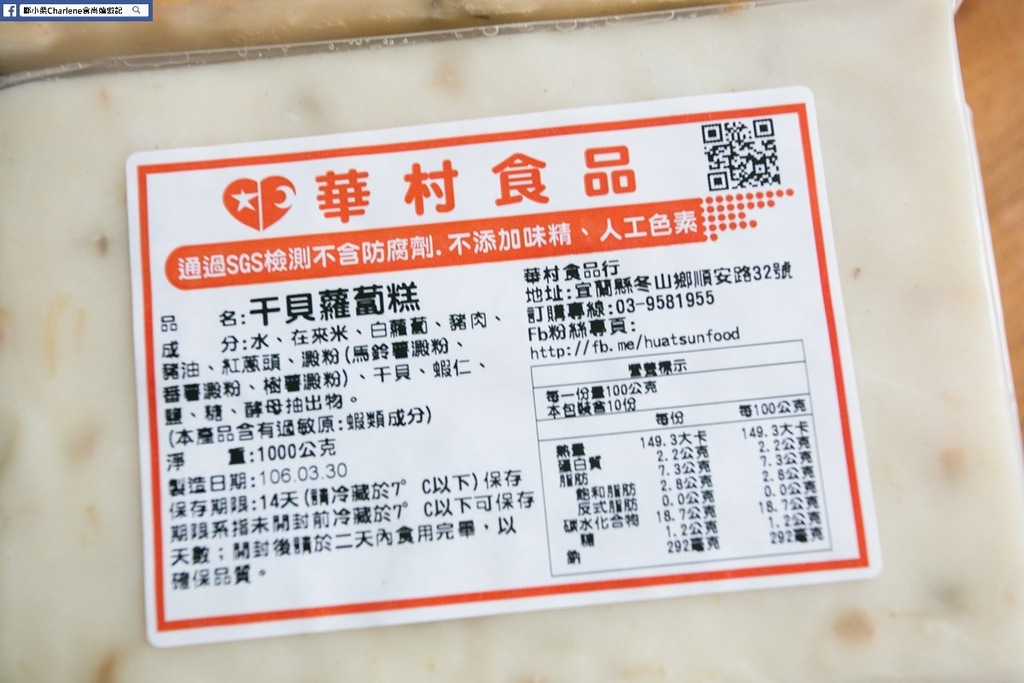 鄭小柔Charlene食尚嬉遊記
華村食品
通過SGS檢測不含防腐劑.不添加味精、人工色素
品 名:干貝蘿蔔糕
成 分:水、在來米、白蘿蔔、豬肉、
豬油、紅蔥頭、澱粉(馬鈴薯澱粉、
番薯澱粉、樹薯澱粉)、干貝、蝦仁、
鹽、糖、酵母抽出物。
(本產品含有過敏原:蝦類成分)
淨 重:1000公克
製造日期:106.03.30
保存期限:14天(請冷藏於7°C以下)保存
期限系指未開封前冷藏於7°C以下可保存
天數;開封後請於二天內食用完畢,以
確保品質。
華村食品行
地址:宜蘭縣冬山鄉順安路32號
訂購專線:03-9581955
Fb粉絲專頁:
http://fb.me/huatsunfood
營養標示
每一份量100公克
本包裝含10份
每份 每100公克
熱量 149.3大卡 149.3大卡
蛋白質 2.2公克 2.2公克
脂肪 7.3公克 7.3公克
飽和脂肪 2.8公克 2.8公克
反式脂肪 0.0公克 0.0公克
碳水化合物 18.7公克 18.7公克
糖 1.2公克 1.2公克
鈉 292毫克 292毫克